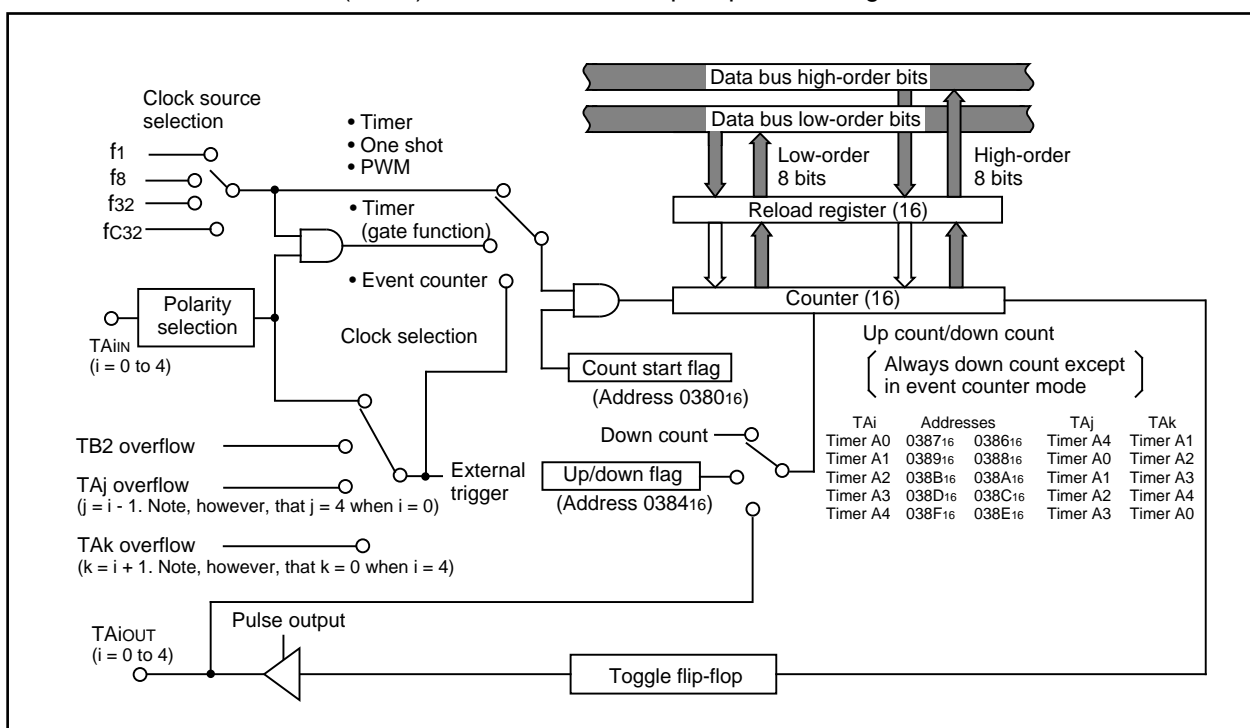 Data bus high-order bits
Data bus low-order bits
Clock source
selection
f1
f8
f32
fC32
• Timer
• One shot
• PWM
• Timer
(gate function)
• Event counter
Low-order
8 bits
High-order
8 bits
Reload register (16)
Counter (16)
Polarity
selection
TAiIN
(i = 0 to 4)
Clock selection
Count start flag
(Address 038016)
Up count/down count
Always down count except
in event counter mode
TB2 overflow
TAj overflow
(j = i - 1. Note, however, that j = 4 when i = 0)
TAk overflow
(k = i + 1. Note, however, that k = 0 when i = 4)
External
trigger
Down count
Up/down flag
(Address 038416)
TAi Addresses TAj TAk
Timer A0 038716 038616 Timer A4 Timer A1
Timer A1 038916 038816 Timer A0 Timer A2
Timer A2 038B16 038A16 Timer A1 Timer A3
Timer A3 038D16 038C16 Timer A2 Timer A4
Timer A4 038F16 038E16 Timer A3 Timer A0
Pulse output
TAiOUT
(i = 0 to 4)
Toggle flip-flop